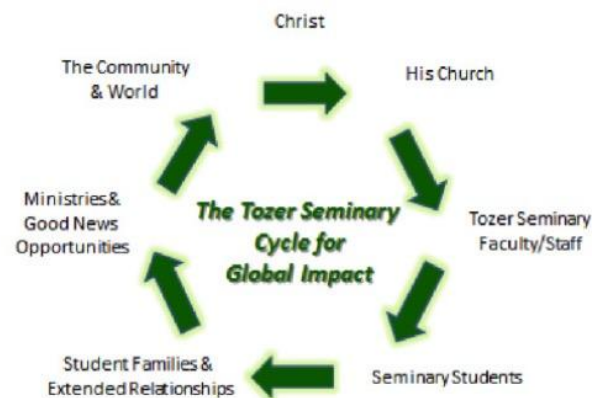 Christ
His Church
Tozer Seminary
Faculty/Staff
Seminary Students
Student Families &
Extended Relationships
Ministries&
Good News
Opportunities
The Community
& World
The Tozer Seminary
Cycle for
Global Impact